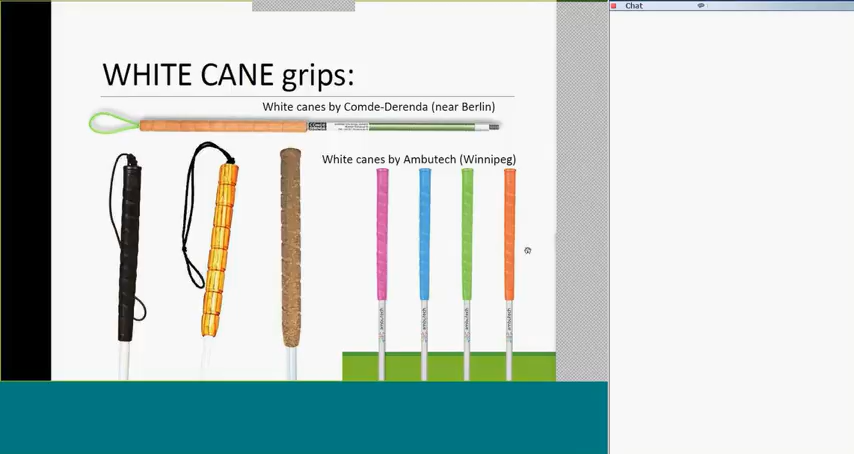 Chat
WHITE CANE grips:
White canes by Comde-Derenda (near Berlin)
White canes by Ambutech (Winnipeg)